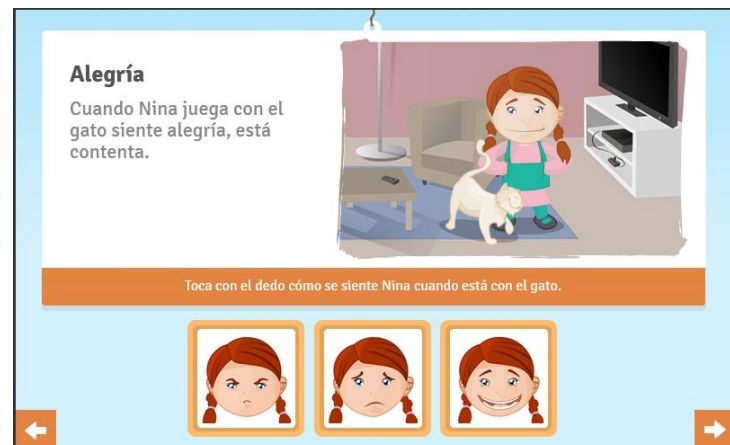 Alegría
Cuando Nina juega con el
gato siente alegría, está
contenta.
Toca con el dedo cómo se siente Nina cuando está con el gato.